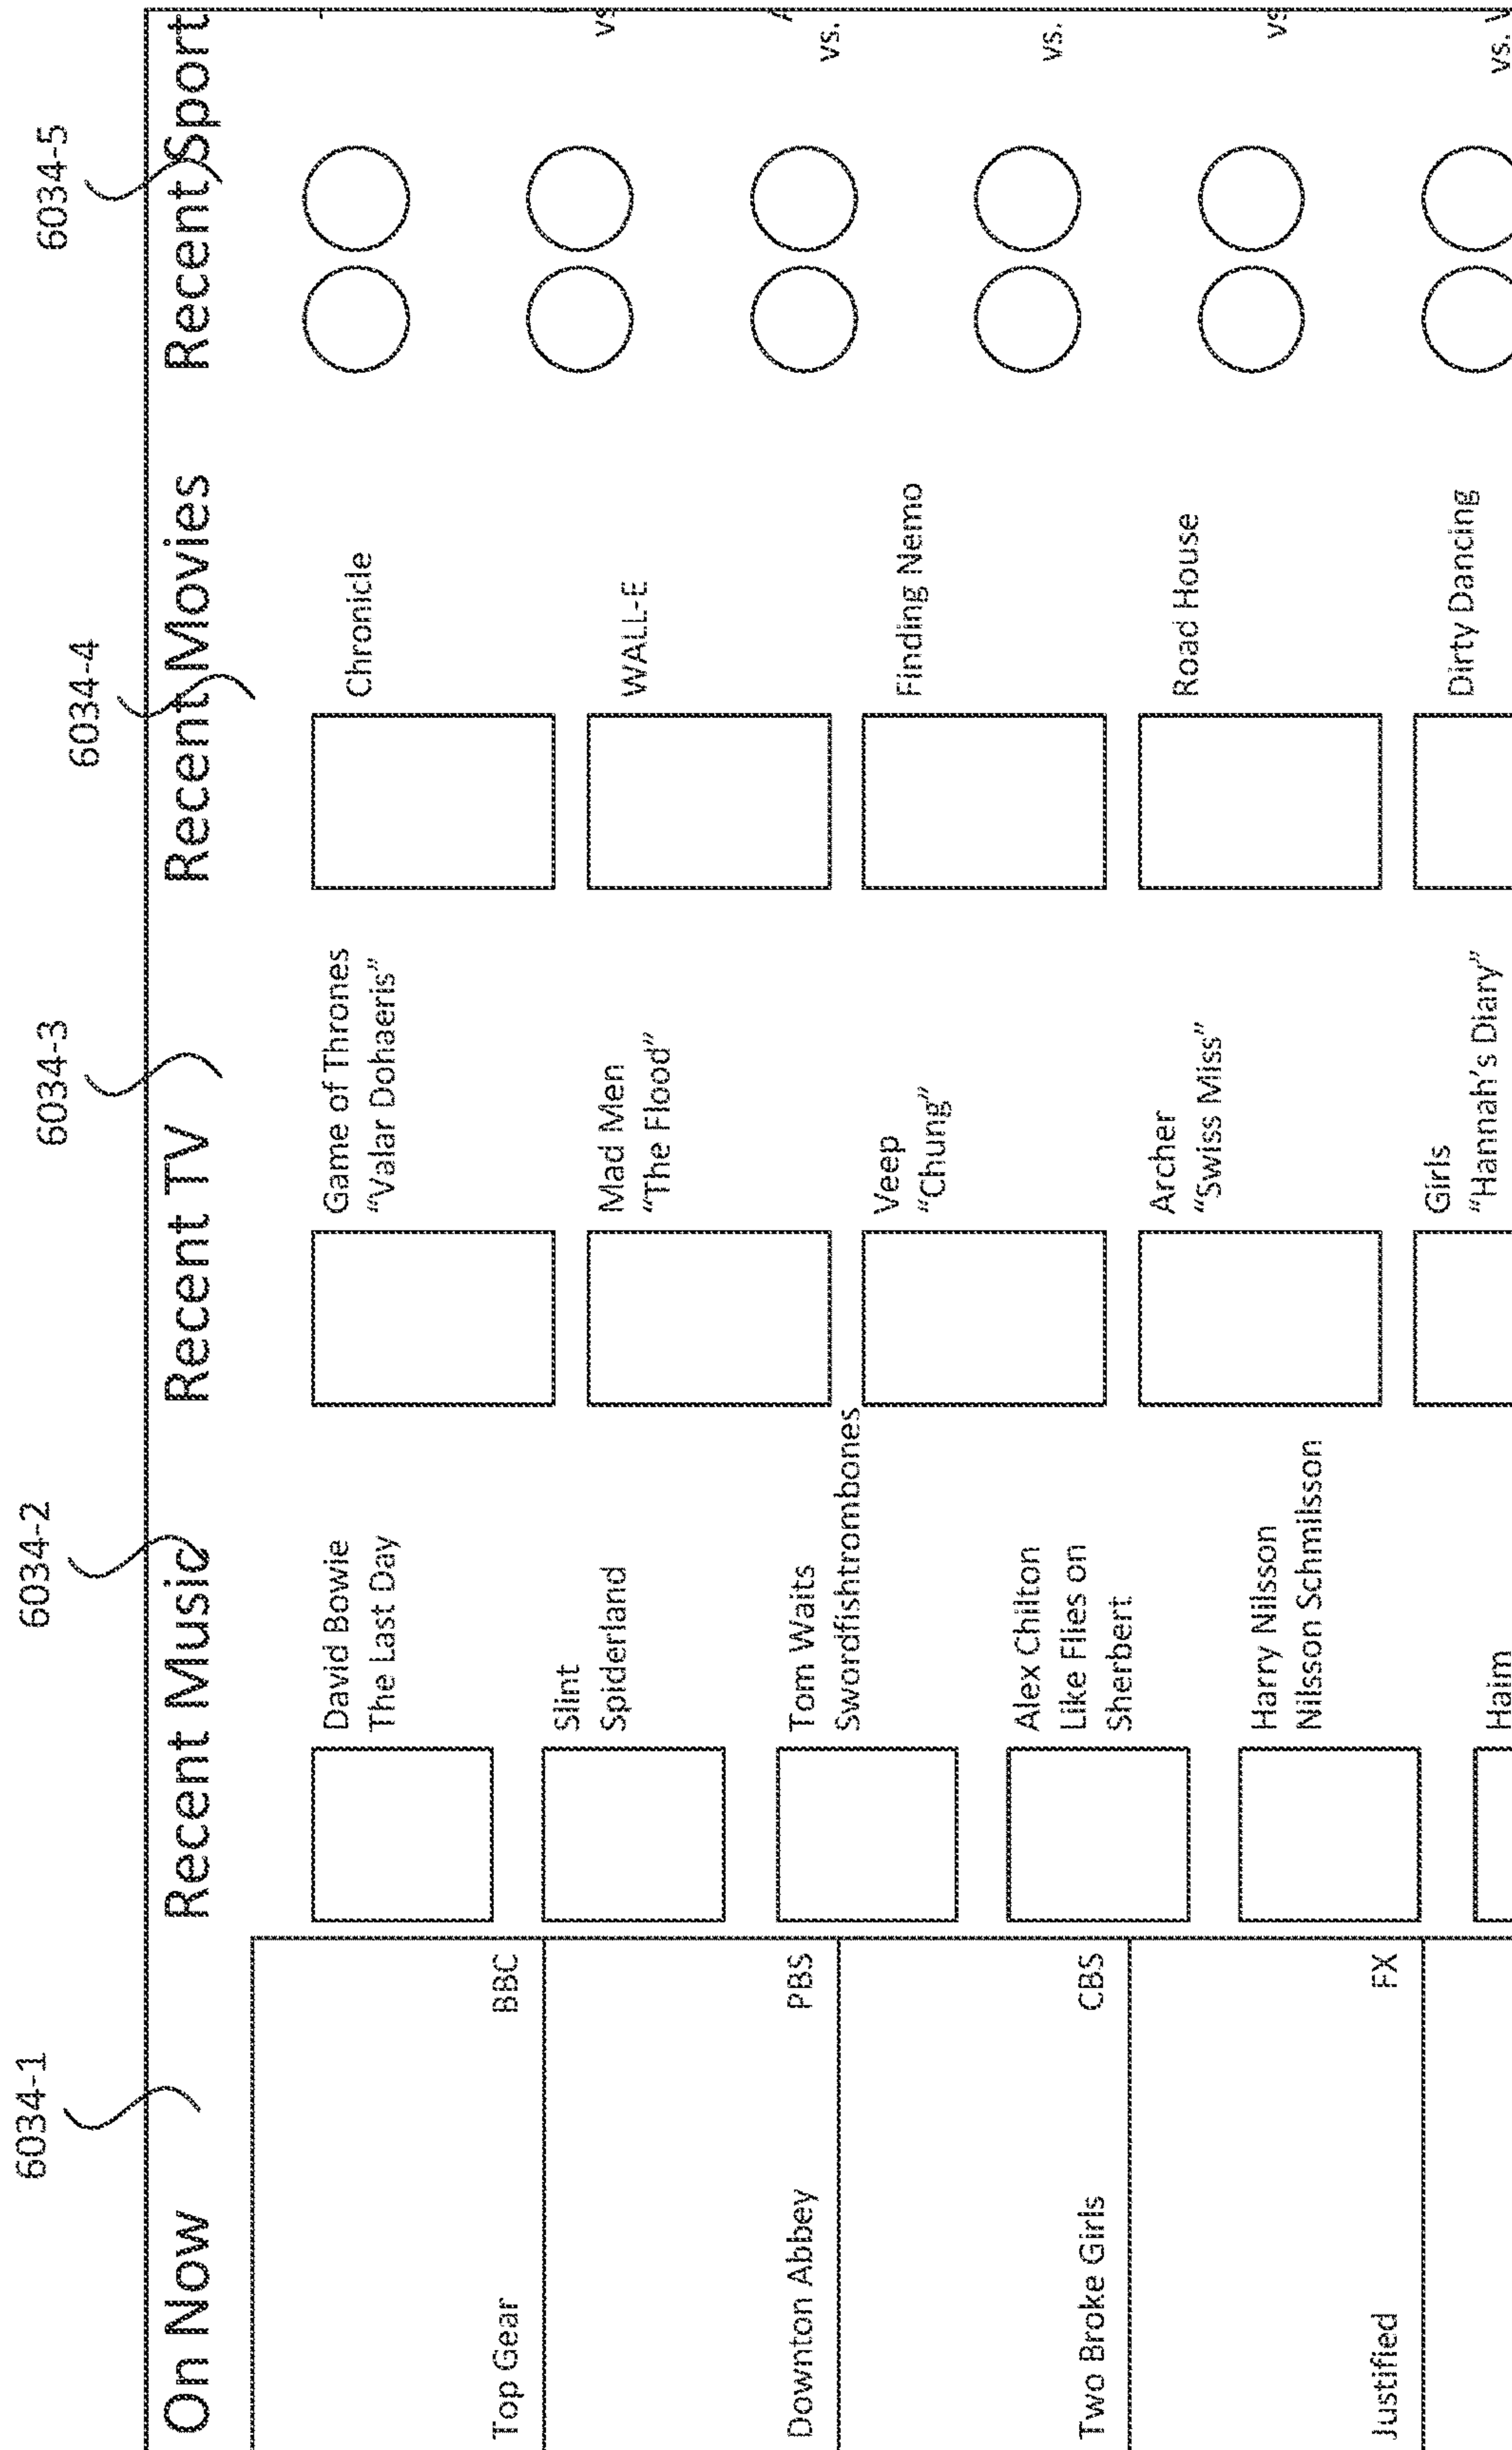 6034-1
6034-2
6034-3
6034-4
6034-5
On Now
Top Gear BBC
Downton Abbey PBS
Two Broke Girls CBS
Justified FX
Recent Music
David Bowie
The Last Day
Slint
Spiderland
Tom Waits
Swordfishtrombones
Alex Chilton
Like Flies on
Sherbert
Harry Nilsson
Nilsson Schmilsson
Haim
Recent TV
Game of Thrones
“Valar Dohaeris”
Mad Men
“The Flood”
Veep
“Chung”
Archer
“Swiss Miss”
Girls
“Hannah's Diary”
Recent Movies
Chronicle
WALL-E
Finding Nemo
Road House
Dirty Dancing
Recent Sport
vs
vs.
vs.
vs
vs.